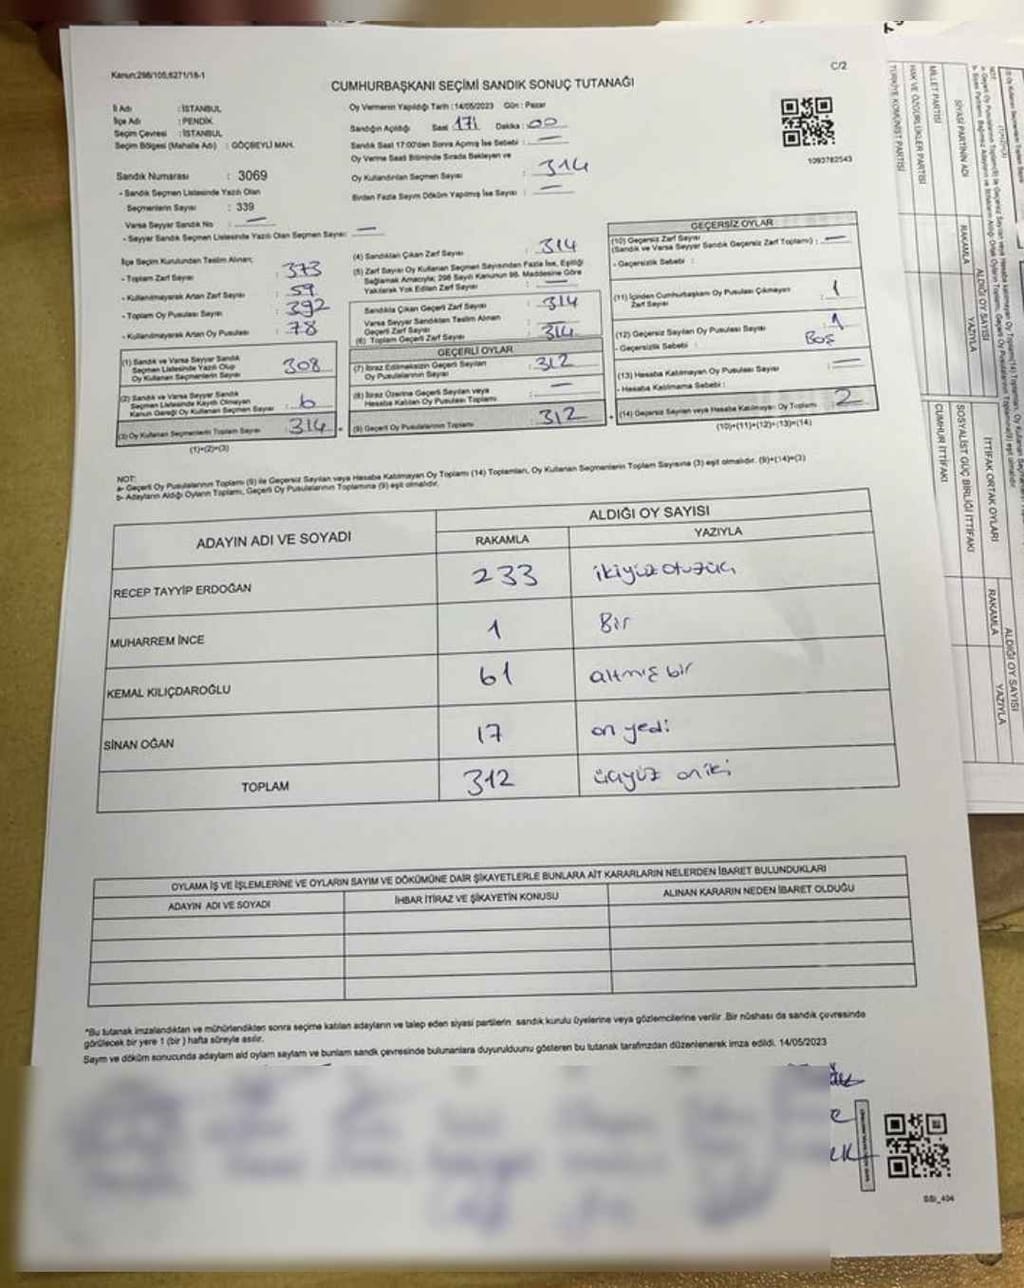 Kanun:298/105,6271/18-1
C/2
CUMHURBAŞKANI SEÇİMİ SANDIK SONUÇ TUTANAĞI
İl Adı : İSTANBUL
İlçe Adı : PENDİK
Seçim Çevresi : İSTANBUL
Seçim Bölgesi (Mahalle Adı) : GÖÇBEYLİ MAH.
Oy Vermenin Yapıldığı Tarih : 14/05/2023 Gün : Pazar
Sandığın Açıldığı Saat : 17 Dakika : 00
Sandık Saat 17:00'den Sonra Açılmış İse Sebebi : —
Oy Verme Saati Bitiminde Sırada Bekleyen ve
Oy Kullandırılan Seçmen Sayısı : 314
Birden Fazla Sayım Döküm Yapılmış İse Sayısı : —
1093782543
Sandık Numarası : 3069
- Sandık Seçmen Listesinde Yazılı Olan
Seçmenlerin Sayısı : 339
Varsa Seyyar Sandık No : —
- Seyyar Sandık Seçmen Listesinde Yazılı Olan Seçmen Sayısı: —
İlçe Seçim Kurulundan Teslim Alınan;
- Toplam Zarf Sayısı : 373
- Kullanılmayarak Artan Zarf Sayısı : 59
- Toplam Oy Pusulası Sayısı : 392
- Kullanılmayarak Artan Oy Pusulası : 78
(1) Sandık ve Varsa Seyyar Sandık
Seçmen Listesinde Yazılı Olup
Oy Kullanan Seçmenlerin Sayısı : 308
(2) Sandık ve Varsa Seyyar Sandık
Seçmen Listesinde Kayıtlı Olmayan
Kanun Gereği Oy Kullanan Seçmen Sayısı : 6
(3) Oy Kullanan Seçmenlerin Toplam Sayısı : 314
(1)+(2)=(3)
(4) Sandıktan Çıkan Zarf Sayısı : 314
(5) Zarf Sayısı Oy Kullanan Seçmen Sayısından Fazla İse, Eşitliği
Sağlamak Amacıyla; 298 Sayılı Kanunun 98. Maddesine Göre
Yakılarak Yok Edilen Zarf Sayısı : —
Sandıkta Çıkan Geçerli Zarf Sayısı : 314
Varsa Seyyar Sandıktan Teslim Alınan
Geçerli Zarf Sayısı : —
(6) Toplam Geçerli Zarf Sayısı : 314
GEÇERLİ OYLAR
(7) İtiraz Edilmeksizin Geçerli Sayılan
Oy Pusulalarının Sayısı : 312
(8) İtiraz Üzerine Geçerli Sayılan veya
Hesaba Katılan Oy Pusulası Toplamı : —
(9) Geçerli Oy Pusulalarının Toplamı : 312
GEÇERSİZ OYLAR
(10) Geçersiz Zarf Sayısı
(Sandık ve Varsa Seyyar Sandık Geçersiz Zarf Toplamı) : —
- Geçersizlik Sebebi :
(11) İçinden Cumhurbaşkanı Oy Pusulası Çıkmayan
Zarf Sayısı : 1
(12) Geçersiz Sayılan Oy Pusulası Sayısı : 1
- Geçersizlik Sebebi : BOŞ
(13) Hesaba Katılmayan Oy Pusulası Sayısı : —
- Hesaba Katılmama Sebebi :
(14) Geçersiz Sayılan veya Hesaba Katılmayan Oy Toplamı : 2
(10)+(11)+(12)+(13)=(14)
NOT:
a- Geçerli Oy Pusulalarının Toplamı (9) ile Geçersiz Sayılan veya Hesaba Katılmayan Oy Toplamı (14) Toplamları, Oy Kullanan Seçmenlerin Toplam Sayısına (3) eşit olmalıdır. (9)+(14)=(3)
b- Adayların Aldığı Oyların Toplamı, Geçerli Oy Pusulalarının Toplamına (9) eşit olmalıdır.
ADAYIN ADI VE SOYADI
ALDIĞI OY SAYISI
RAKAMLA YAZIYLA
RECEP TAYYİP ERDOĞAN 233 ikiyüz otuzüç
MUHARREM İNCE 1 Bir
KEMAL KILIÇDAROĞLU 61 altmış bir
SİNAN OĞAN 17 on yedi
TOPLAM 312 üçyüz oniki
OYLAMA İŞ VE İŞLEMLERİNE VE OYLARIN SAYIM VE DÖKÜMÜNE DAİR ŞİKAYETLERLE BUNLARA AİT KARARLARIN NELERDEN İBARET BULUNDUKLARI
ADAYIN ADI VE SOYADI İHBAR İTİRAZ VE ŞİKAYETİN KONUSU ALINAN KARARIN NEDEN İBARET OLDUĞU
*Bu tutanak imzalandıktan ve mühürlendikten sonra seçime katılan adayların ve talep eden siyasi partilerin sandık kurulu üyelerine veya gözlemcilerine verilir .Bir nüshası da sandık çevresinde
görülecek bir yere 1 (bir ) hafta süreyle asılır.
Sayım ve döküm sonucunda adayların ald oyların sayların ve bunların sandk çevresinde bulunanlara duyurulduunu gösteren bu tutanak tarafmzdan düzenlenerek imza edildi. 14/05/2023
SSİ_404
SİYASİ PARTİNİN ADI
ALDIĞI OY SAYISI
RAKAMLA YAZIYLA
MİLLET PARTİSİ
HAK VE ÖZGÜRLÜKLER PARTİSİ
TÜRKİYE KOMÜNİST PARTİSİ
İTTİFAK ORTAK OYLARI
ALDIĞI OY SAYISI
RAKAMLA YAZIYLA
SOSYALİST GÜÇ BİRLİĞİ İTTİFAKI
CUMHUR İTTİFAKI